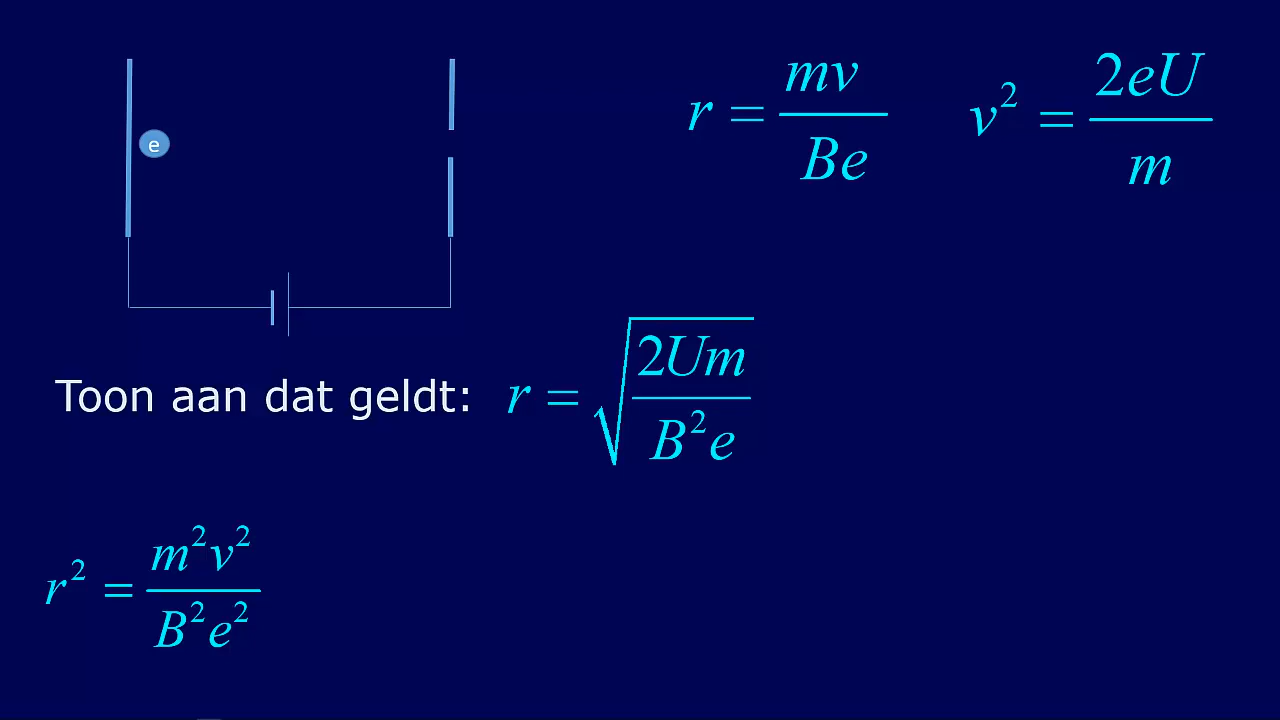 e
r = mv / Be
v² = 2eU / m
Toon aan dat geldt: r = √(2Um / B²e)
r² = m²v² / B²e²